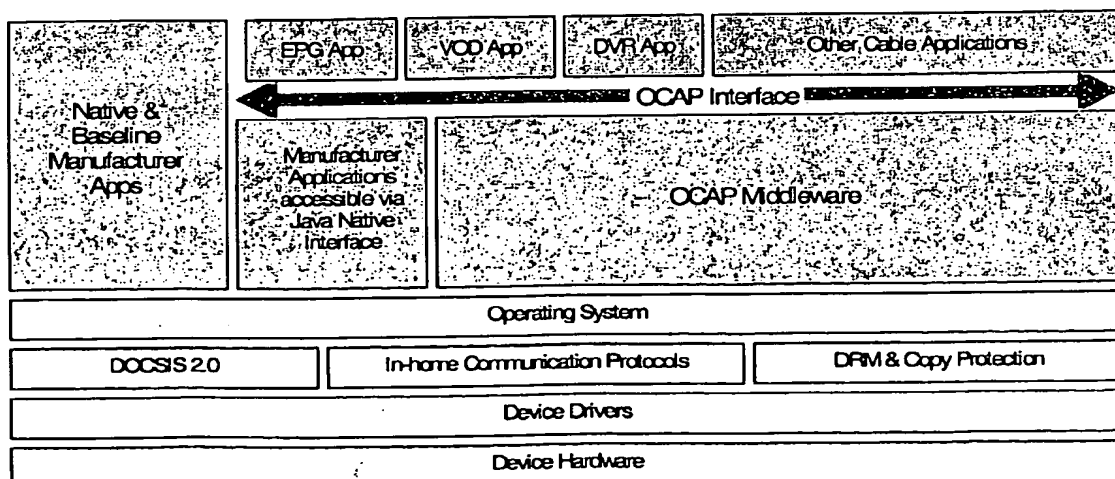 EPG App
VOD App
DVR App
Other Cable Applications
OCAP Interface
Native &
Baseline
Manufacturer
Apps
Manufacturer
Applications
accessible via
Java Native
Interface
OCAP Middleware
Operating System
DOCSIS 2.0
In-home Communication Protocols
DRM & Copy Protection
Device Drivers
Device Hardware